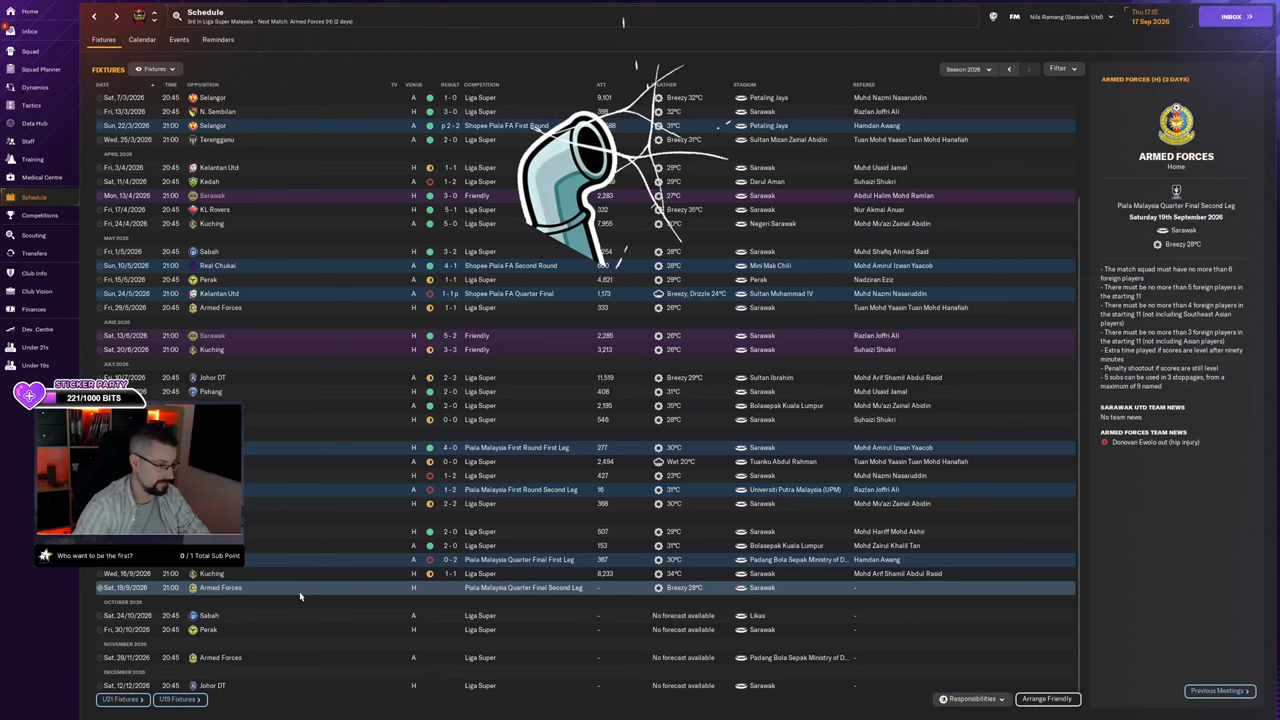 Schedule
3rd in Liga Super Malaysia - Next Match: Armed Forces (H) (2 days)
FM
Nils Ramang (Sarawak Utd)
Thu 17:15
17 Sep 2026
INBOX
Home
Inbox
Squad
Squad Planner
Dynamics
Tactics
Data Hub
Staff
Training
Medical Centre
Schedule
Competitions
Scouting
Transfers
Club Info
Club Vision
Finances
Dev. Centre
Under 21s
Under 19s
Fixtures Calendar Events Reminders
FIXTURES Fixtures Season 2026 Filter
DATE TIME OPPOSITION TV VENUE RESULT COMPETITION ATT STADIUM REFEREE
Sat, 7/3/2026 20:45 Selangor A 1 - 0 Liga Super 9,101 Breezy 32°C Petaling Jaya Muhd Nazmi Nasaruddin
Fri, 13/3/2026 20:45 N. Sembilan H 3 - 0 Liga Super 32°C Sarawak Razlan Joffri Ali
Sun, 22/3/2026 21:00 Selangor A p 2 - 2 Shopee Piala FA First Round 31°C Petaling Jaya Hamdan Awang
Wed, 25/3/2026 20:45 Terengganu A 2 - 0 Liga Super Breezy 31°C Sultan Mizan Zainal Abidin Tuan Mohd Yaasin Tuan Mohd Hanafiah
APRIL 2026
Fri, 3/4/2026 20:45 Kelantan Utd H 1 - 1 Liga Super 29°C Sarawak Muhd Usaid Jamal
Sat, 11/4/2026 20:45 Kedah A 1 - 2 Liga Super 29°C Darul Aman Suhaizi Shukri
Mon, 13/4/2026 21:00 Sarawak H 3 - 0 Friendly 2,283 27°C Sarawak Abdul Halim Mohd Ramlan
Fri, 17/4/2026 20:45 KL Rovers H 5 - 1 Liga Super 332 Breezy 35°C Sarawak Nur Akmal Anuar
Fri, 24/4/2026 20:45 Kuching A 5 - 0 Liga Super 7,955 Negeri Sarawak Mohd Mu'azi Zainal Abidin
MAY 2026
Fri, 1/5/2026 20:45 Sabah H 3 - 2 Liga Super 28°C Sarawak Muhd Shafiq Ahmad Said
Sun, 10/5/2026 21:00 Real Chukai A 4 - 1 Shopee Piala FA Second Round 28°C Mini Mak Chili Mohd Amirul Izwan Yaacob
Fri, 15/5/2026 20:45 Perak A 1 - 1 Liga Super 4,621 29°C Perak Nadziran Eziz
Sun, 24/5/2026 21:00 Kelantan Utd A 1 - 1 p Shopee Piala FA Quarter Final 1,173 Breezy, Drizzle 24°C Sultan Muhammad IV Muhd Nazmi Nasaruddin
Fri, 29/5/2026 20:45 Armed Forces H 1 - 1 Liga Super 333 26°C Sarawak Tuan Mohd Yaasin Tuan Mohd Hanafiah
JUNE 2026
Sat, 13/6/2026 21:00 Sarawak H 5 - 2 Friendly 2,285 26°C Sarawak Razlan Joffri Ali
Sat, 20/6/2026 21:00 Kuching H 3 - 3 Friendly 3,213 26°C Sarawak Suhaizi Shukri
JULY 2026
Fri, 10/7/2026 20:45 Johor DT A 2 - 2 Liga Super 11,519 Breezy 29°C Sultan Ibrahim Mohd Arif Shamil Abdul Rasid
20:45 Pahang H 2 - 0 Liga Super 408 31°C Sarawak Muhd Usaid Jamal
A 2 - 0 Liga Super 2,195 Breezy 35°C Bolasepak Kuala Lumpur Mohd Mu'azi Zainal Abidin
H 0 - 0 Liga Super 546 28°C Sarawak Suhaizi Shukri
H 4 - 0 Piala Malaysia First Round First Leg 277 30°C Sarawak Mohd Amirul Izwan Yaacob
A 0 - 0 Liga Super 2,494 Wet 20°C Tuanku Abdul Rahman Tuan Mohd Yaasin Tuan Mohd Hanafiah
H 1 - 2 Liga Super 427 23°C Sarawak Muhd Nazmi Nasaruddin
A 1 - 2 Piala Malaysia First Round Second Leg 16 31°C Universiti Putra Malaysia (UPM) Razlan Joffri Ali
H 2 - 2 Liga Super 368 30°C Sarawak Mohd Mu'azi Zainal Abidin
H 2 - 0 Liga Super 507 29°C Sarawak Mohd Hariff Mohd Akhir
A 2 - 0 Liga Super 153 31°C Bolasepak Kuala Lumpur Mohd Zairul Khalil Tan
A 0 - 2 Piala Malaysia Quarter Final First Leg 367 30°C Padang Bola Sepak Ministry of D... Hamdan Awang
Wed, 16/9/2026 20:45 Kuching H 1 - 1 Liga Super 8,233 34°C Sarawak Mohd Arif Shamil Abdul Rasid
Sat, 19/9/2026 21:00 Armed Forces H Piala Malaysia Quarter Final Second Leg - Breezy 28°C Sarawak -
OCTOBER 2026
Sat, 24/10/2026 20:45 Sabah A Liga Super - No forecast available Likas -
Fri, 30/10/2026 20:45 Perak H Liga Super - No forecast available Sarawak -
NOVEMBER 2026
Sat, 28/11/2026 20:45 Armed Forces A Liga Super - No forecast available Padang Bola Sepak Ministry of D... -
DECEMBER 2026
Sat, 12/12/2026 20:45 Johor DT H Liga Super - No forecast available Sarawak -
U21 Fixtures U19 Fixtures Responsibilities Arrange Friendly
STICKER PARTY
221/1000 BITS
Who want to be the first? 0 / 1 Total Sub Point
ARMED FORCES (H) (2 DAYS)
ARMED FORCES
Home
Piala Malaysia Quarter Final Second Leg
Saturday 19th September 2026
Sarawak
Breezy 28°C
- The match squad must have no more than 6
foreign players
- There must be no more than 5 foreign players in
the starting 11
- There must be no more than 4 foreign players in
the starting 11 (not including Southeast Asian
players)
- There must be no more than 3 foreign players in
the starting 11 (not including Asian players)
- Extra time played if scores are level after ninety
minutes
- Penalty shootout if scores are still level
- 5 subs can be used in 3 stoppages, from a
maximum of 9 named
SARAWAK UTD TEAM NEWS
No team news
ARMED FORCES TEAM NEWS
Donovan Ewolo out (hip injury)
Previous Meetings